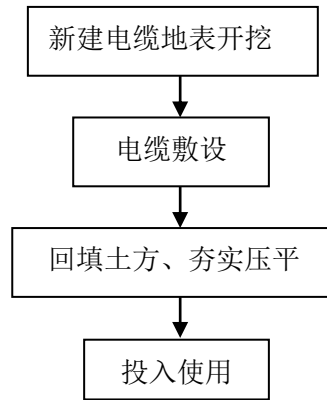 新建电缆地表开挖
电缆敷设
回填土方、夯实压平
投入使用